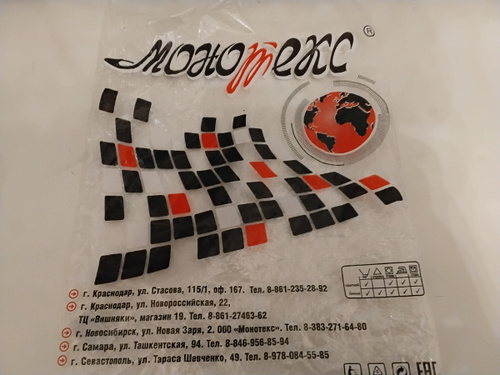 МОНОТЕКС ®
г. Краснодар, ул. Стасова, 115/1, оф. 167. Тел. 8-861-235-28-92
г. Краснодар, ул. Новороссийская, 22,
ТЦ «Вишняки», магазин 19. Тел. 8-861-27463-62
г. Новосибирск, ул. Новая Заря, 2. ООО «Монотекс». Тел. 8-383-271-64-80
г. Самара, ул. Ташкентская, 94. Тел. 8-846-956-85-94
г. Севастополь, ул. Тараса Шевченко, 49. Тел. 8-978-084-55-85
ЕАС